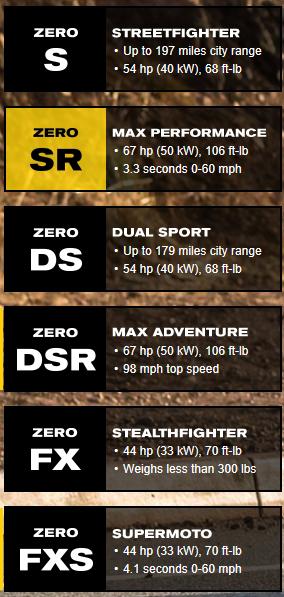 ZERO
S
STREETFIGHTER
• Up to 197 miles city range
• 54 hp (40 kW), 68 ft-lb
ZERO
SR
MAX PERFORMANCE
• 67 hp (50 kW), 106 ft-lb
• 3.3 seconds 0-60 mph
ZERO
DS
DUAL SPORT
• Up to 179 miles city range
• 54 hp (40 kW), 68 ft-lb
ZERO
DSR
MAX ADVENTURE
• 67 hp (50 kW), 106 ft-lb
• 98 mph top speed
ZERO
FX
STEALTHFIGHTER
• 44 hp (33 kW), 70 ft-lb
• Weighs less than 300 lbs
ZERO
FXS
SUPERMOTO
• 44 hp (33 kW), 70 ft-lb
• 4.1 seconds 0-60 mph